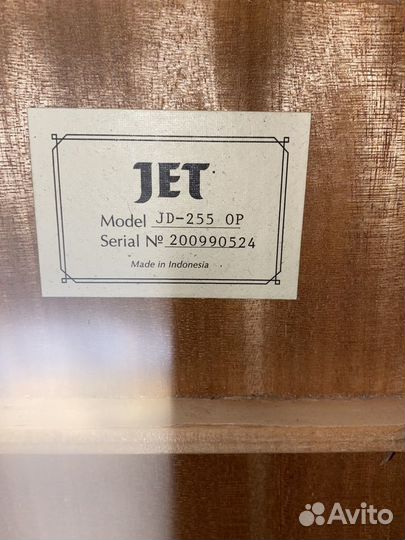 JET
Model JD-255 OP
Serial Nº 200990524
Made in Indonesia
Avito